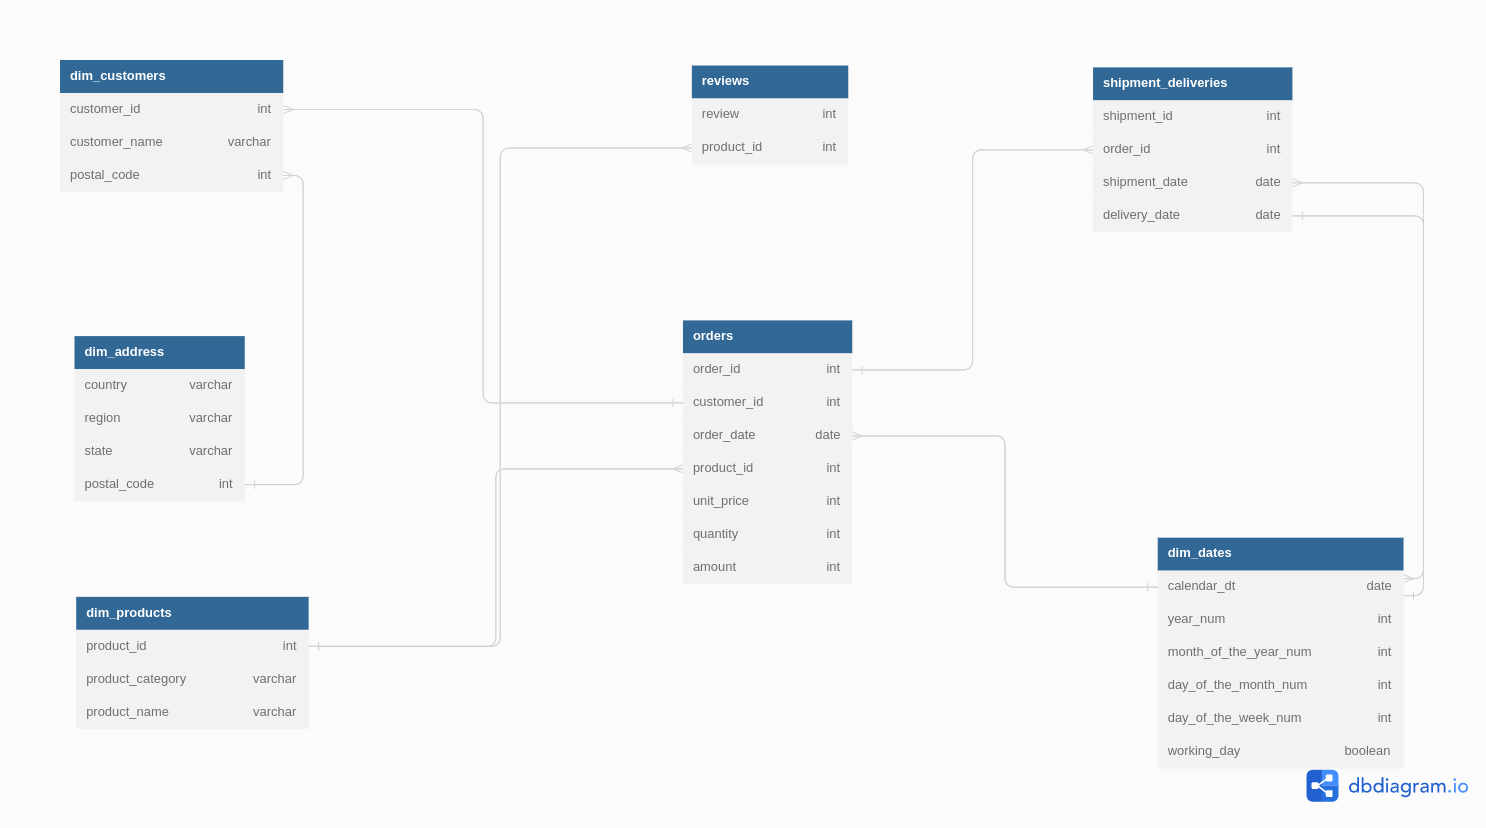 dim_customers
customer_id int
customer_name varchar
postal_code int
reviews
review int
product_id int
shipment_deliveries
shipment_id int
order_id int
shipment_date date
delivery_date date
dim_address
country varchar
region varchar
state varchar
postal_code int
orders
order_id int
customer_id int
order_date date
product_id int
unit_price int
quantity int
amount int
dim_products
product_id int
product_category varchar
product_name varchar
dim_dates
calendar_dt date
year_num int
month_of_the_year_num int
day_of_the_month_num int
day_of_the_week_num int
working_day boolean
dbdiagram.io